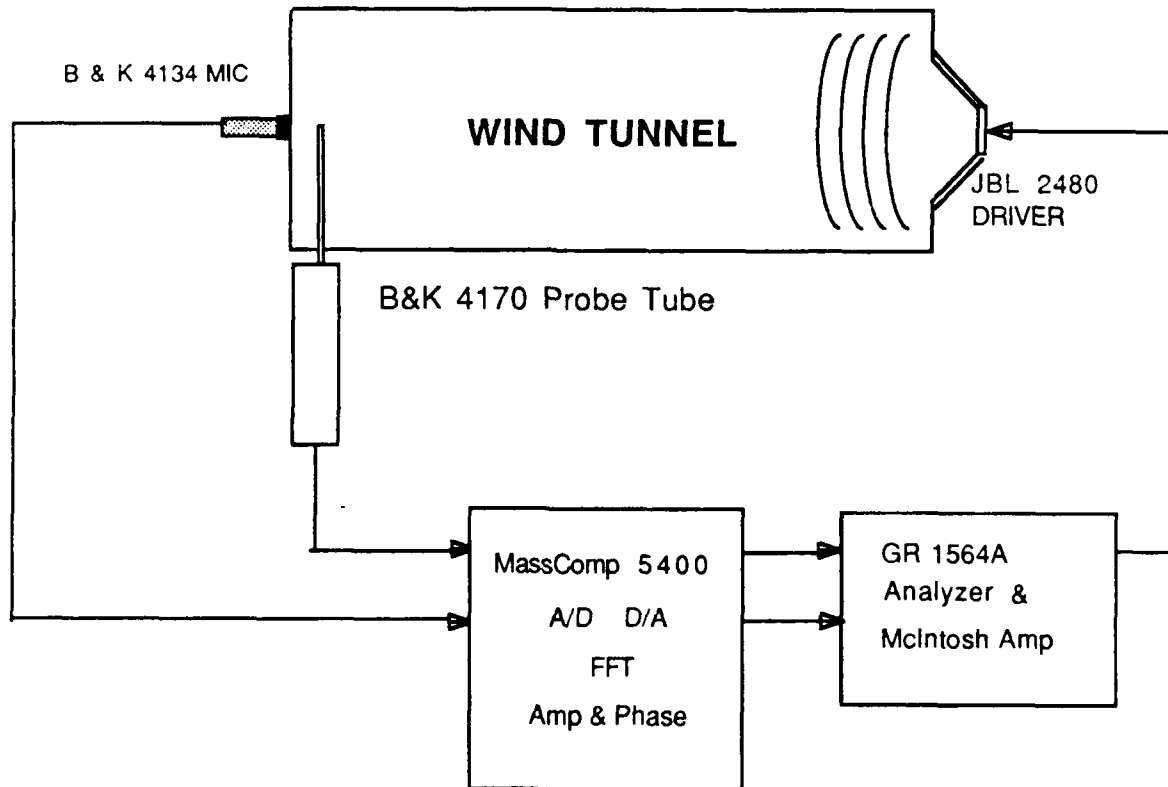 B & K 4134 MIC
WIND TUNNEL
JBL 2480
DRIVER
B&K 4170 Probe Tube
MassComp 5400
A/D D/A
FFT
Amp & Phase
GR 1564A
Analyzer &
McIntosh Amp